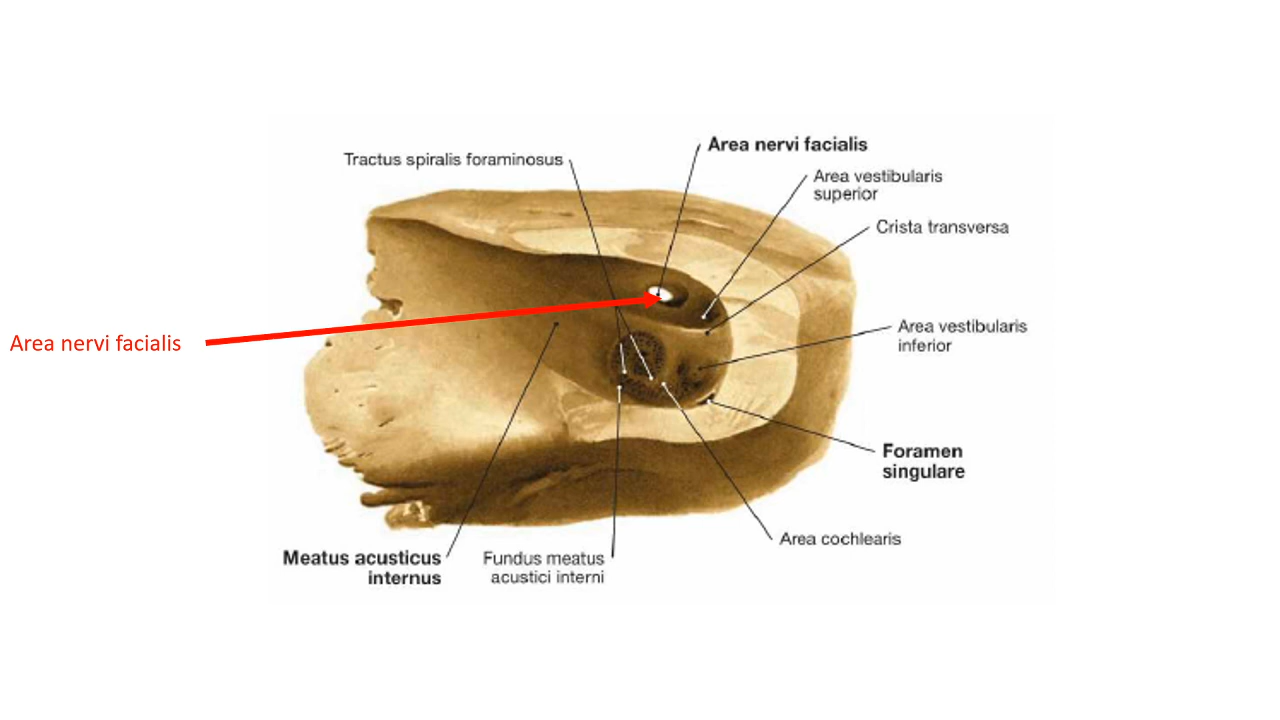 Area nervi facialis
Tractus spiralis foraminosus
Area vestibularis
superior
Crista transversa
Area nervi facialis
Area vestibularis
inferior
Foramen
singulare
Area cochlearis
Meatus acusticus
internus
Fundus meatus
acustici interni